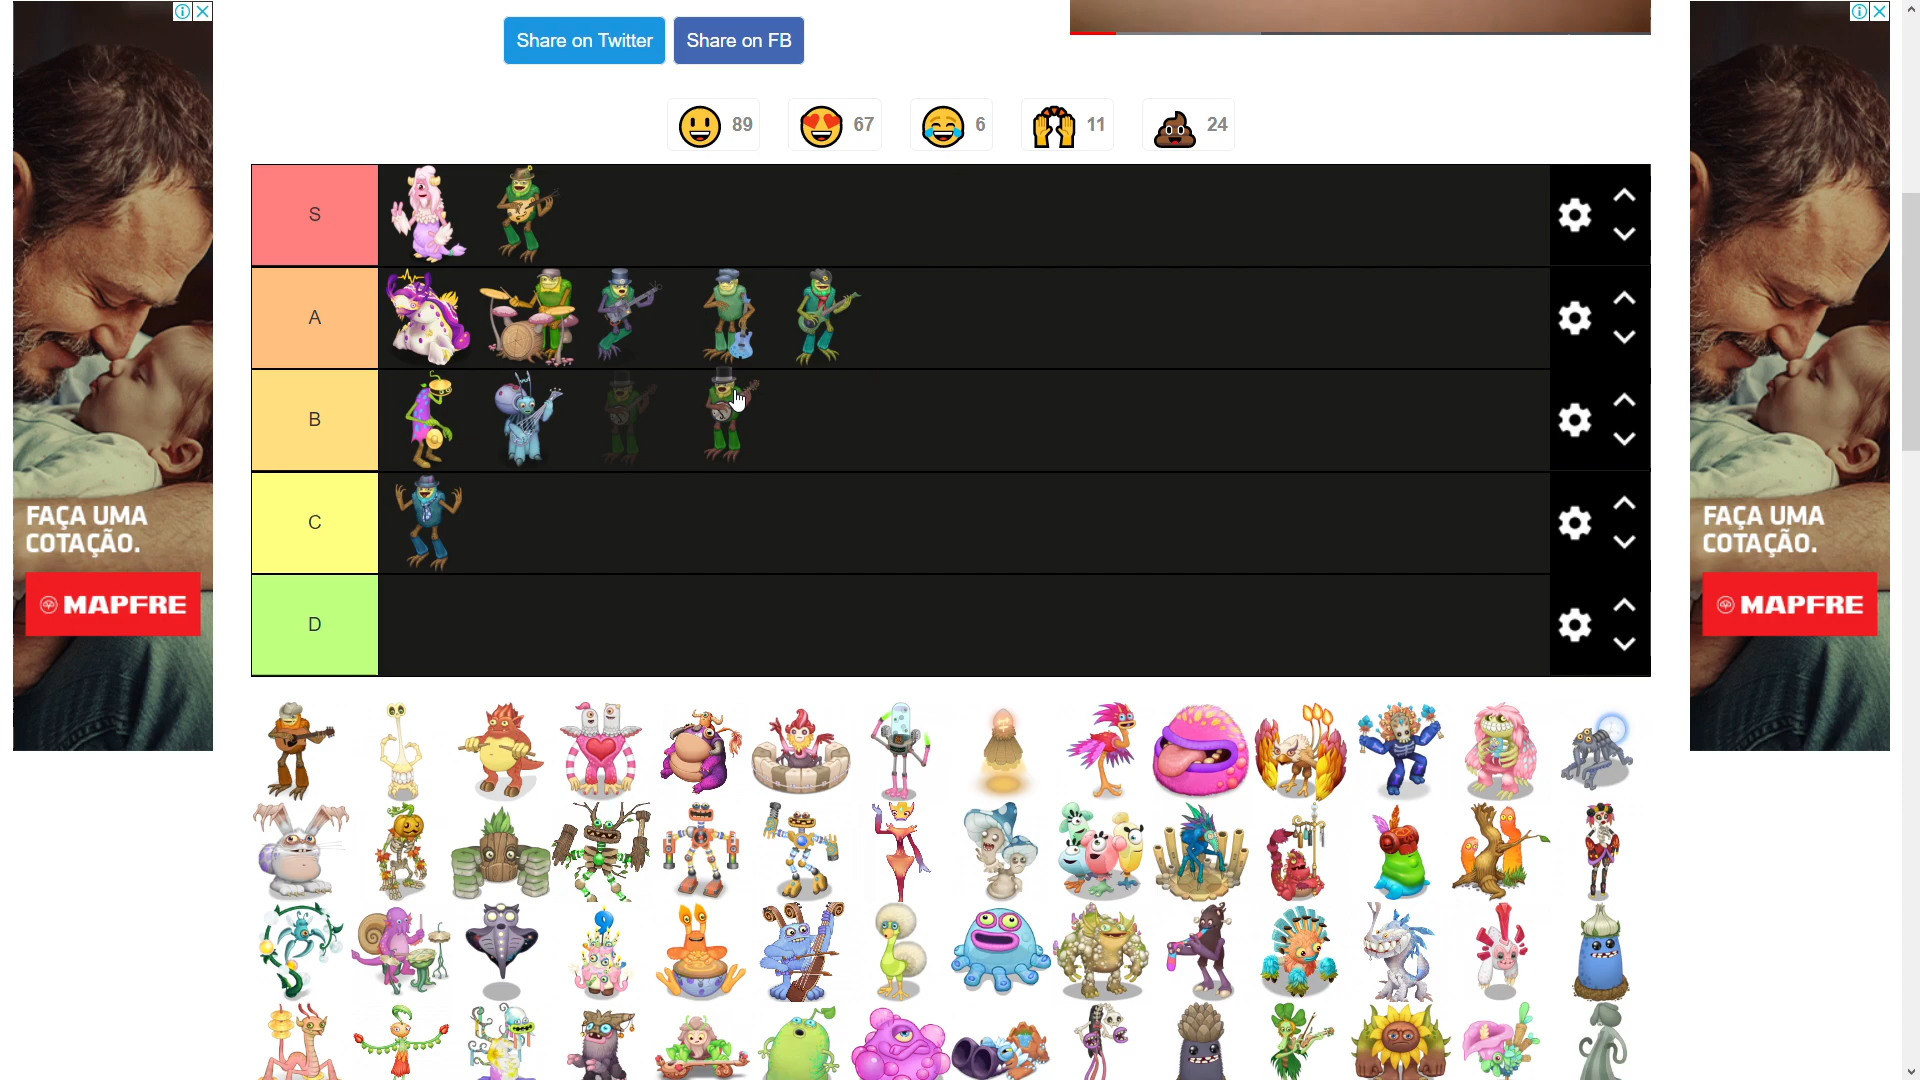 Share on Twitter
Share on FB
89
67
6
11
24
S
A
B
C
D
FAÇA UMA
COTAÇÃO.
MAPFRE
FAÇA UMA
COTAÇÃO.
MAPFRE